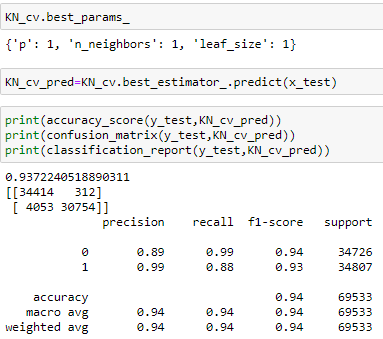 KN_cv.best_params_
{'p': 1, 'n_neighbors': 1, 'leaf_size': 1}
KN_cv_pred=KN_cv.best_estimator_.predict(x_test)
print(accuracy_score(y_test,KN_cv_pred))
print(confusion_matrix(y_test,KN_cv_pred))
print(classification_report(y_test,KN_cv_pred))
0.9372240518890311
[[34414   312]
 [ 4053 30754]]
              precision    recall  f1-score   support
           0       0.89      0.99      0.94     34726
           1       0.99      0.88      0.93     34807
    accuracy                           0.94     69533
   macro avg       0.94      0.94      0.94     69533
weighted avg       0.94      0.94      0.94     69533